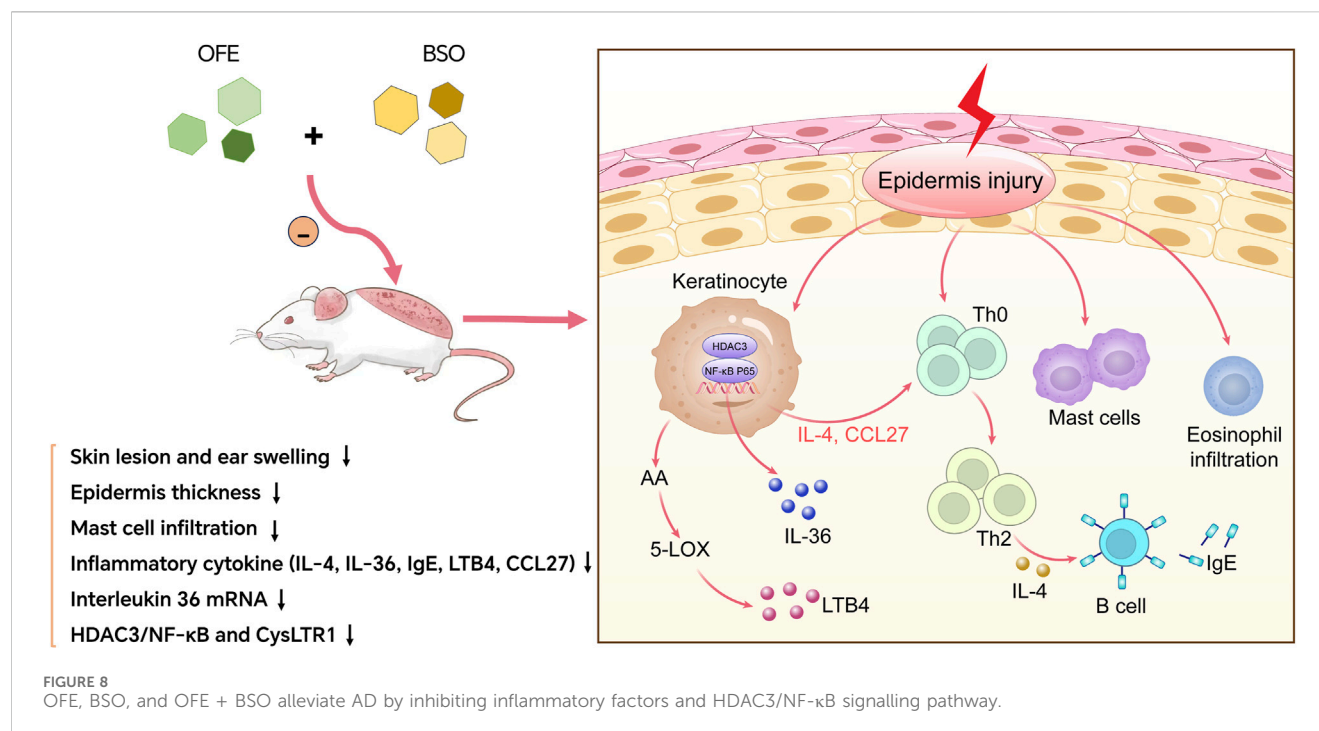 OFE
BSO
+
–
Skin lesion and ear swelling ↓
Epidermis thickness ↓
Mast cell infiltration ↓
Inflammatory cytokine (IL-4, IL-36, IgE, LTB4, CCL27) ↓
Interleukin 36 mRNA ↓
HDAC3/NF-κB and CysLTR1 ↓
Epidermis injury
Keratinocyte
HDAC3
NF-κB P65
IL-4, CCL27
AA
5-LOX
LTB4
IL-36
Th0
Th2
IL-4
Mast cells
Eosinophil
infiltration
B cell
IgE
FIGURE 8
OFE, BSO, and OFE + BSO alleviate AD by inhibiting inflammatory factors and HDAC3/NF-κB signalling pathway.